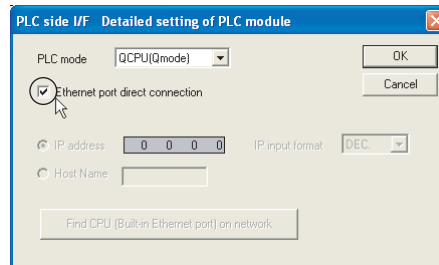 PLC side I/F Detailed setting of PLC module
PLC mode QCPU(Qmode) OK
Cancel
Ethernet port direct connection
IP address 0 0 0 0 IP input format DEC.
Host Name
Find CPU (Built-in Ethernet port) on network